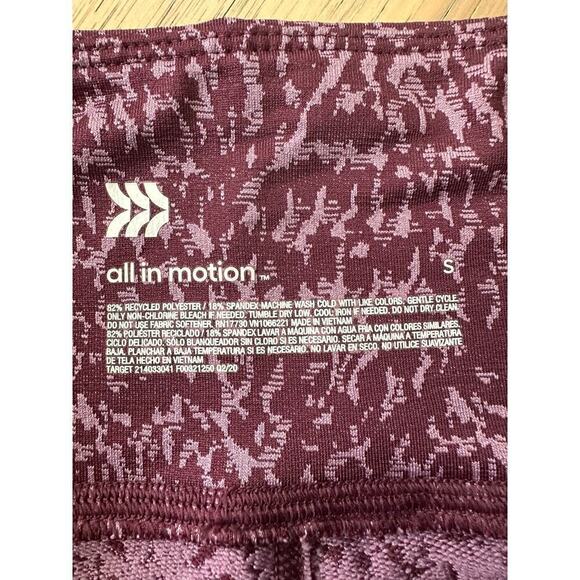 all in motion™
S
82% RECYCLED POLYESTER / 18% SPANDEX MACHINE WASH COLD WITH LIKE COLORS. GENTLE CYCLE.
ONLY NON-CHLORINE BLEACH IF NEEDED. TUMBLE DRY LOW. COOL IRON IF NEEDED. DO NOT DRY CLEAN.
DO NOT USE FABRIC SOFTENER. RN17730 VN1066221 MADE IN VIETNAM
82% POLIÉSTER RECICLADO / 18% SPANDEX LAVAR A MÁQUINA CON AGUA FRÍA CON COLORES SIMILARES.
CICLO DELICADO. SÓLO BLANQUEADOR SIN CLORO SI ES NECESARIO. SECAR A MÁQUINA A TEMPERATURA
BAJA. PLANCHAR A BAJA TEMPERATURA SI ES NECESARIO. NO LAVAR EN SECO. NO UTILICE SUAVIZANTE
DE TELA HECHO EN VIETNAM
TARGET 214033041 F00321250 Q2/20